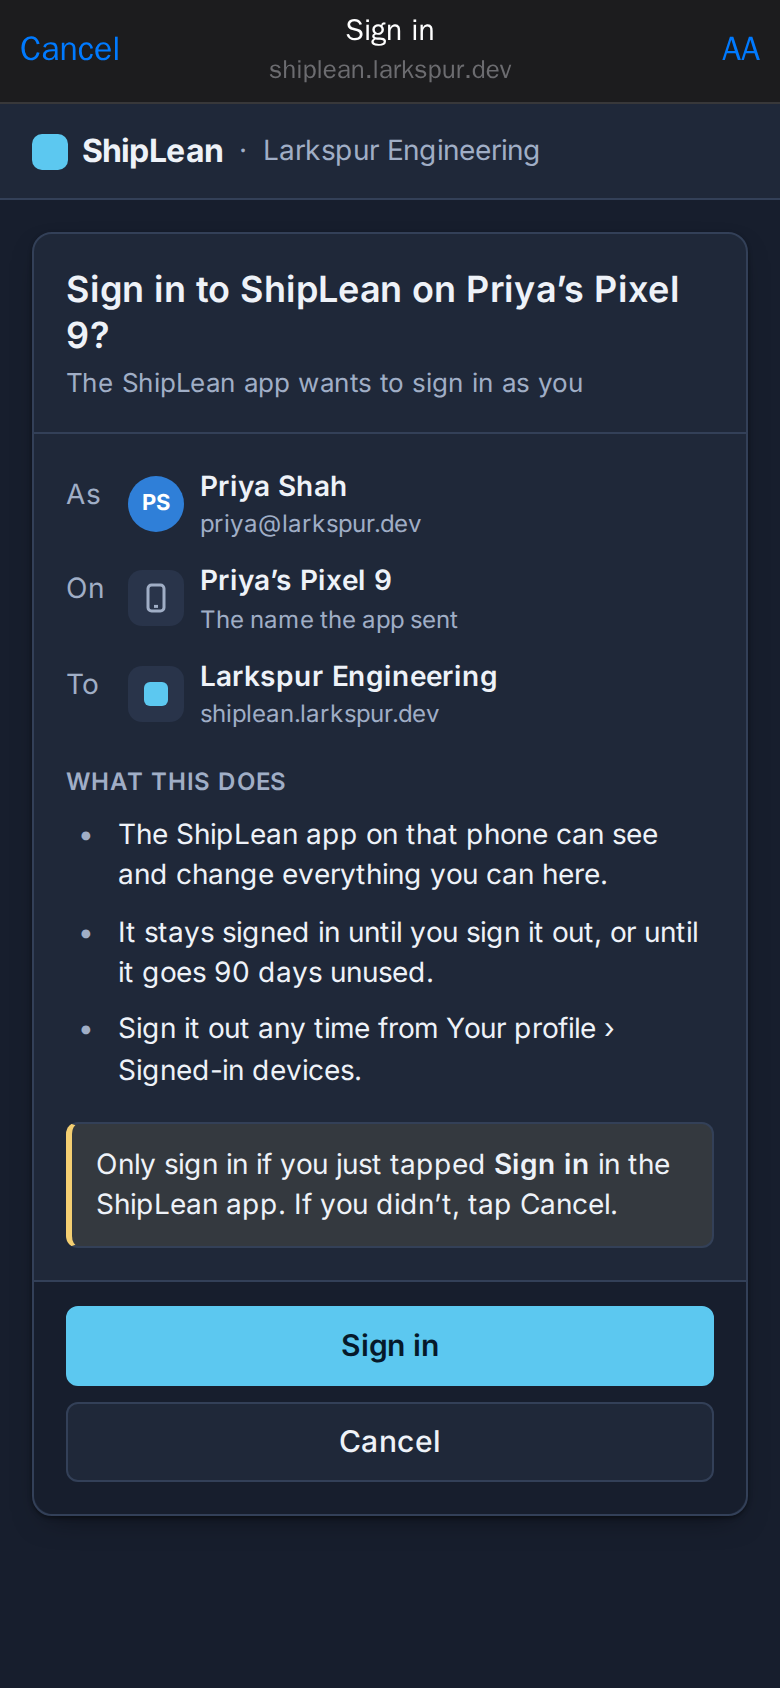 Cancel
Sign in
shiplean.larkspur.dev
AA
ShipLean · Larkspur Engineering
Sign in to ShipLean on Priya’s Pixel
9?
The ShipLean app wants to sign in as you
As
PS
Priya Shah
priya@larkspur.dev
On
Priya’s Pixel 9
The name the app sent
To
Larkspur Engineering
shiplean.larkspur.dev
WHAT THIS DOES
• The ShipLean app on that phone can see
and change everything you can here.
• It stays signed in until you sign it out, or until
it goes 90 days unused.
• Sign it out any time from Your profile ›
Signed-in devices.
Only sign in if you just tapped Sign in in the
ShipLean app. If you didn’t, tap Cancel.
Sign in
Cancel